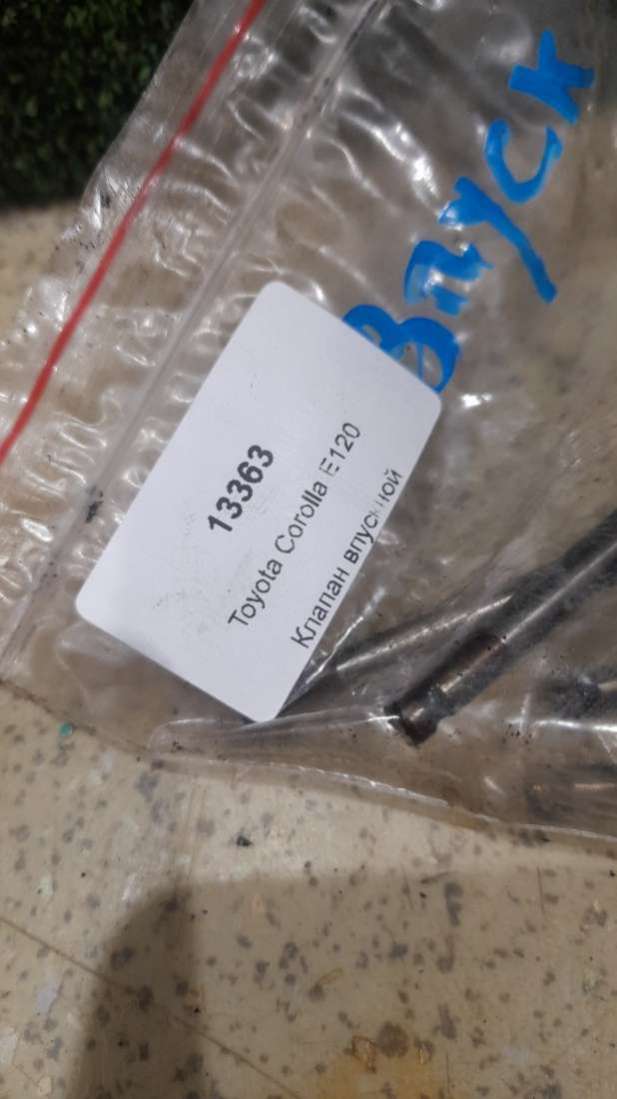 Впуск
13363
Toyota Corolla E120
Клапан впускной